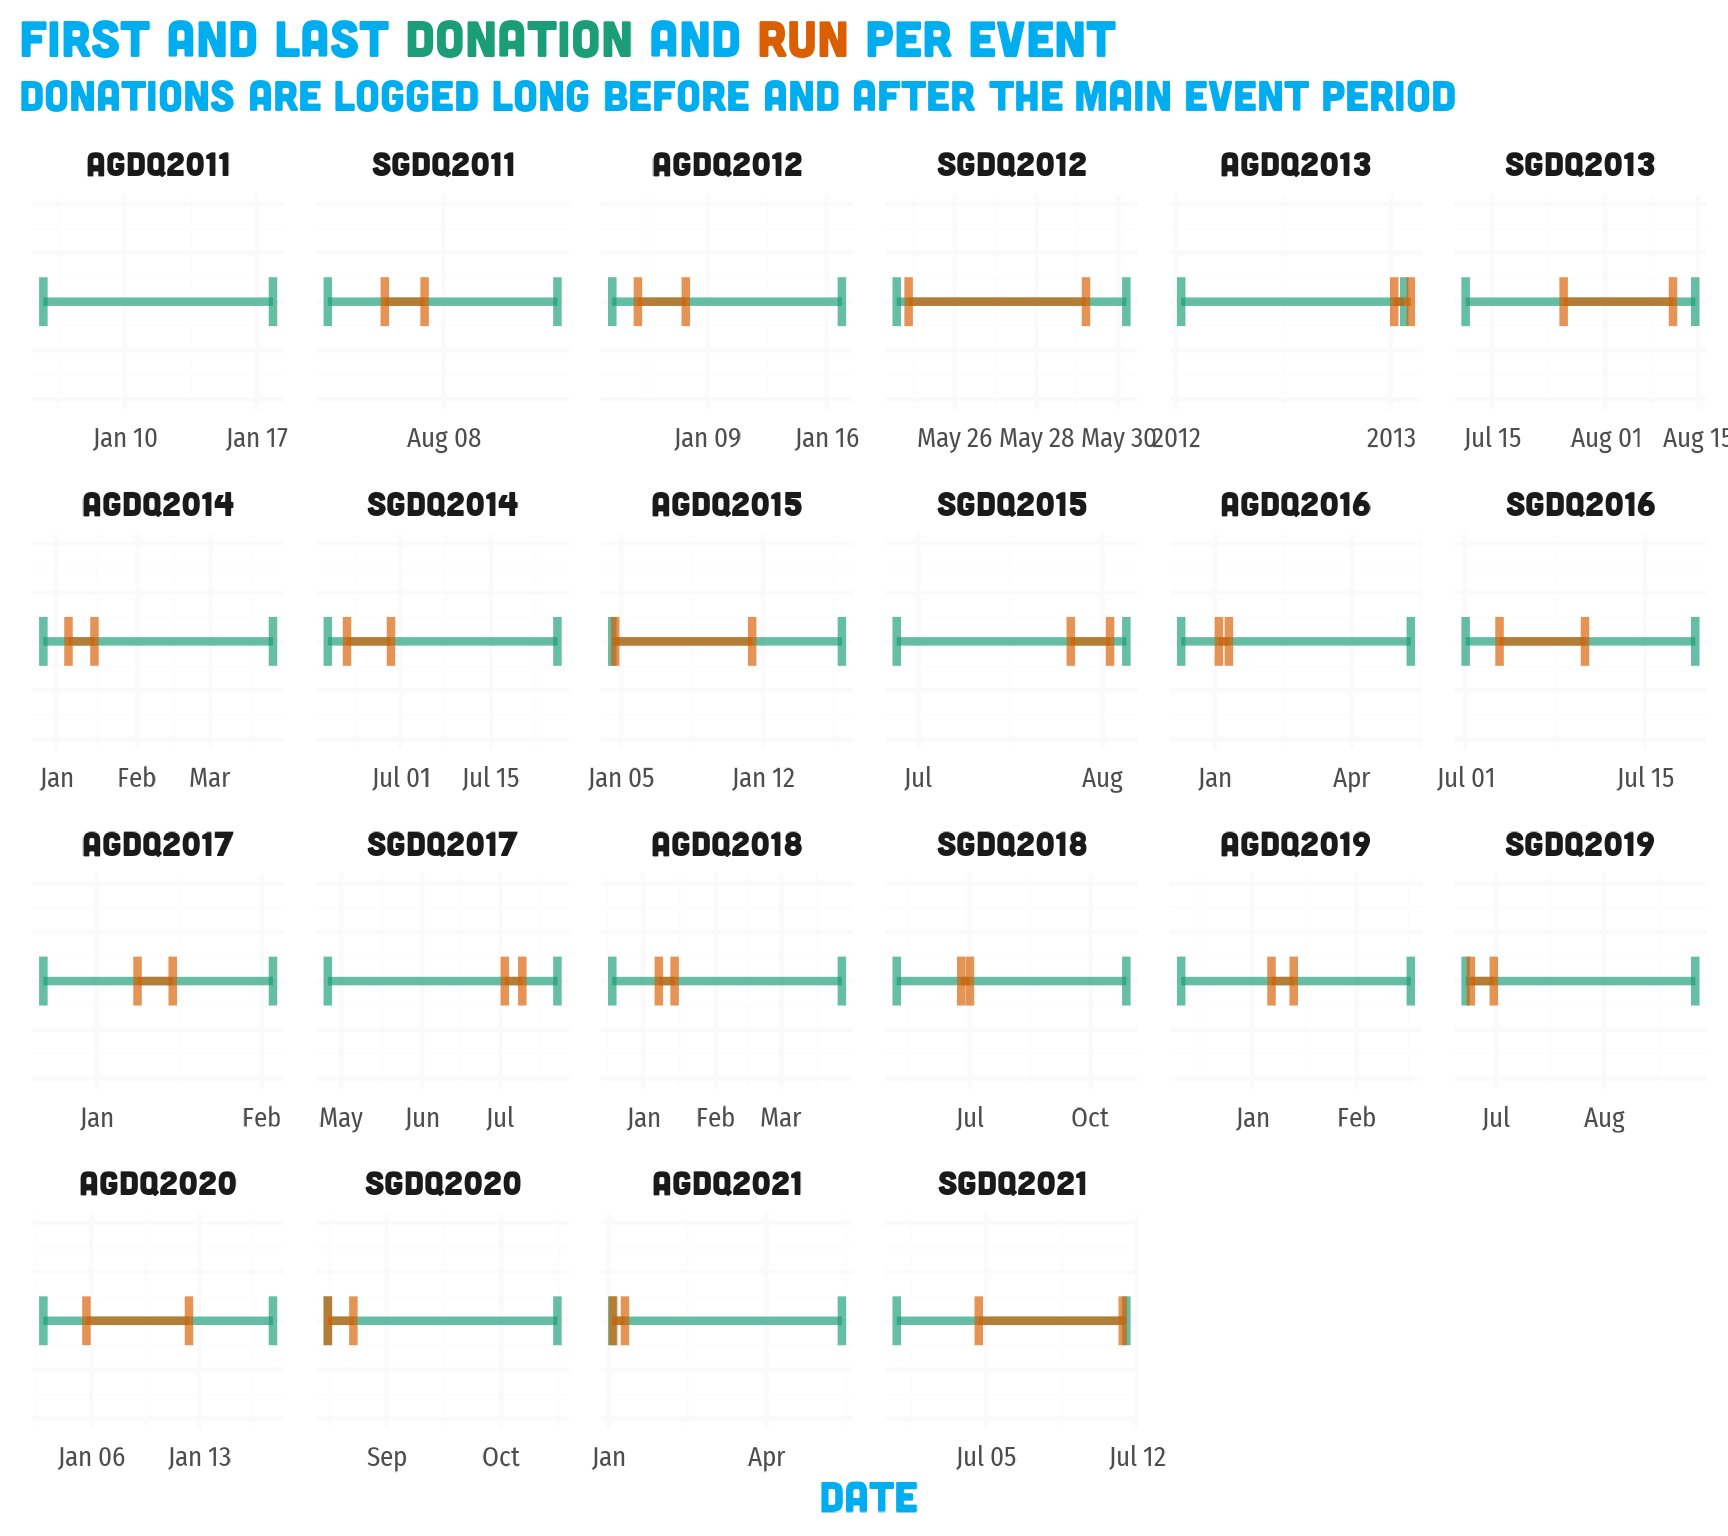 FIRST AND LAST DONATION AND RUN PER EVENT
DONATIONS ARE LOGGED LONG BEFORE AND AFTER THE MAIN EVENT PERIOD
AGDQ2011 SGDQ2011 AGDQ2012 SGDQ2012 AGDQ2013 SGDQ2013
Jan 10 Jan 17 Aug 08 Jan 09 Jan 16 May 26 May 28 May 30 2012 2013 Jul 15 Aug 01 Aug 15
AGDQ2014 SGDQ2014 AGDQ2015 SGDQ2015 AGDQ2016 SGDQ2016
Jan Feb Mar Jul 01 Jul 15 Jan 05 Jan 12 Jul Aug Jan Apr Jul 01 Jul 15
AGDQ2017 SGDQ2017 AGDQ2018 SGDQ2018 AGDQ2019 SGDQ2019
Jan Feb May Jun Jul Jan Feb Mar Jul Oct Jan Feb Jul Aug
AGDQ2020 SGDQ2020 AGDQ2021 SGDQ2021
Jan 06 Jan 13 Sep Oct Jan Apr Jul 05 Jul 12
DATE